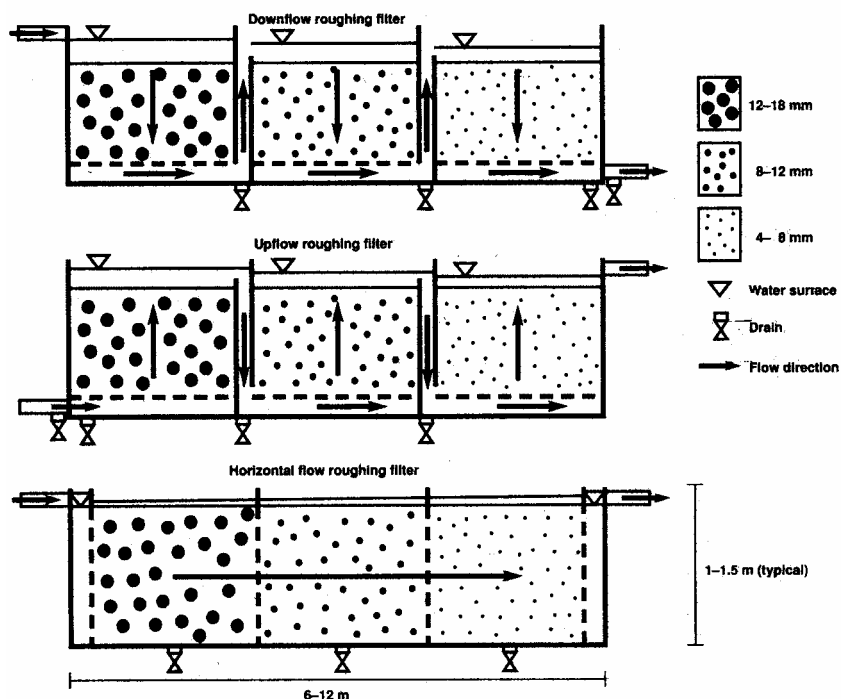 Downflow roughing filter
12–18 mm
8–12 mm
4– 8 mm
Upflow roughing filter
Water surface
Drain
Flow direction
Horizontal flow roughing filter
1–1.5 m (typical)
6–12 m